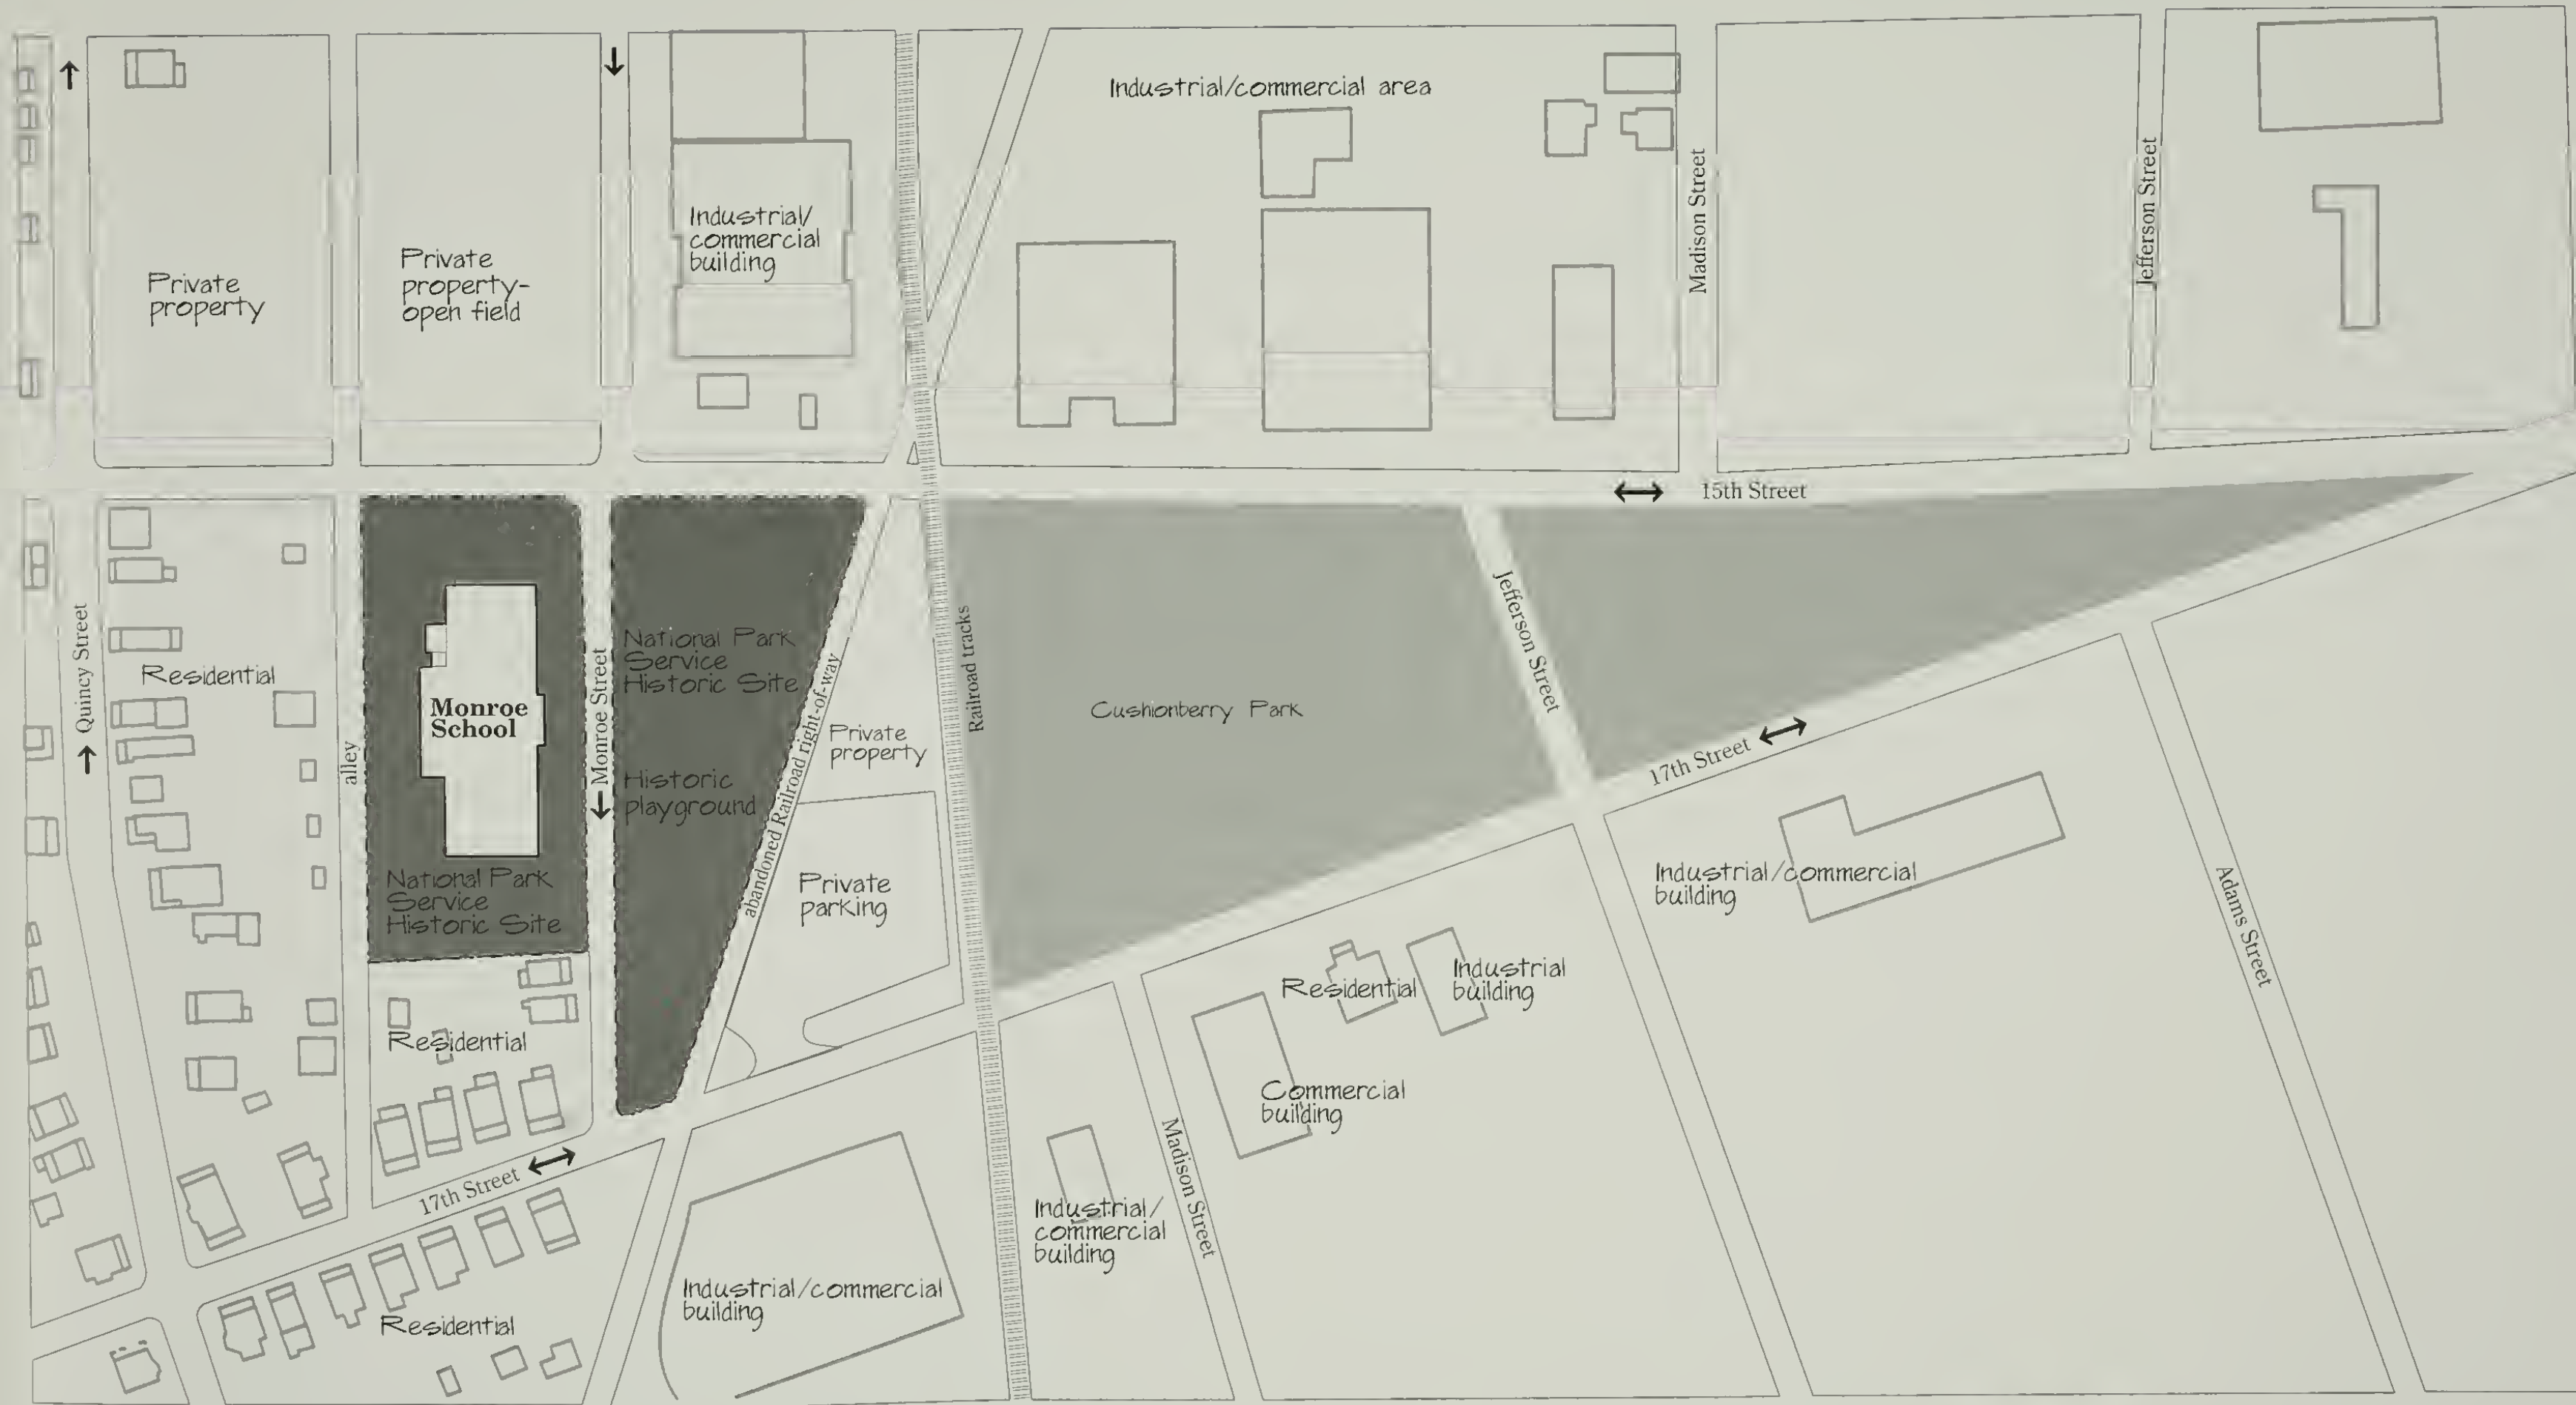 Industrial/commercial area
Madison Street
Jefferson Street
Industrial/
commercial
building
Private
property
Private
property-
open field
15th Street
Quincy Street
Residential
alley
Monroe
School
Monroe Street
National Park
Service
Historic Site
Historic
playground
National Park
Service
Historic Site
abandoned Railroad right-of-way
Private
property
Private
parking
Railroad tracks
Cushionberry Park
Jefferson Street
17th Street
Industrial/commercial
building
Adams Street
Residential
Industrial
building
Commercial
building
Madison Street
Industrial/
commercial
building
Residential
17th Street
Industrial/commercial
building
Residential